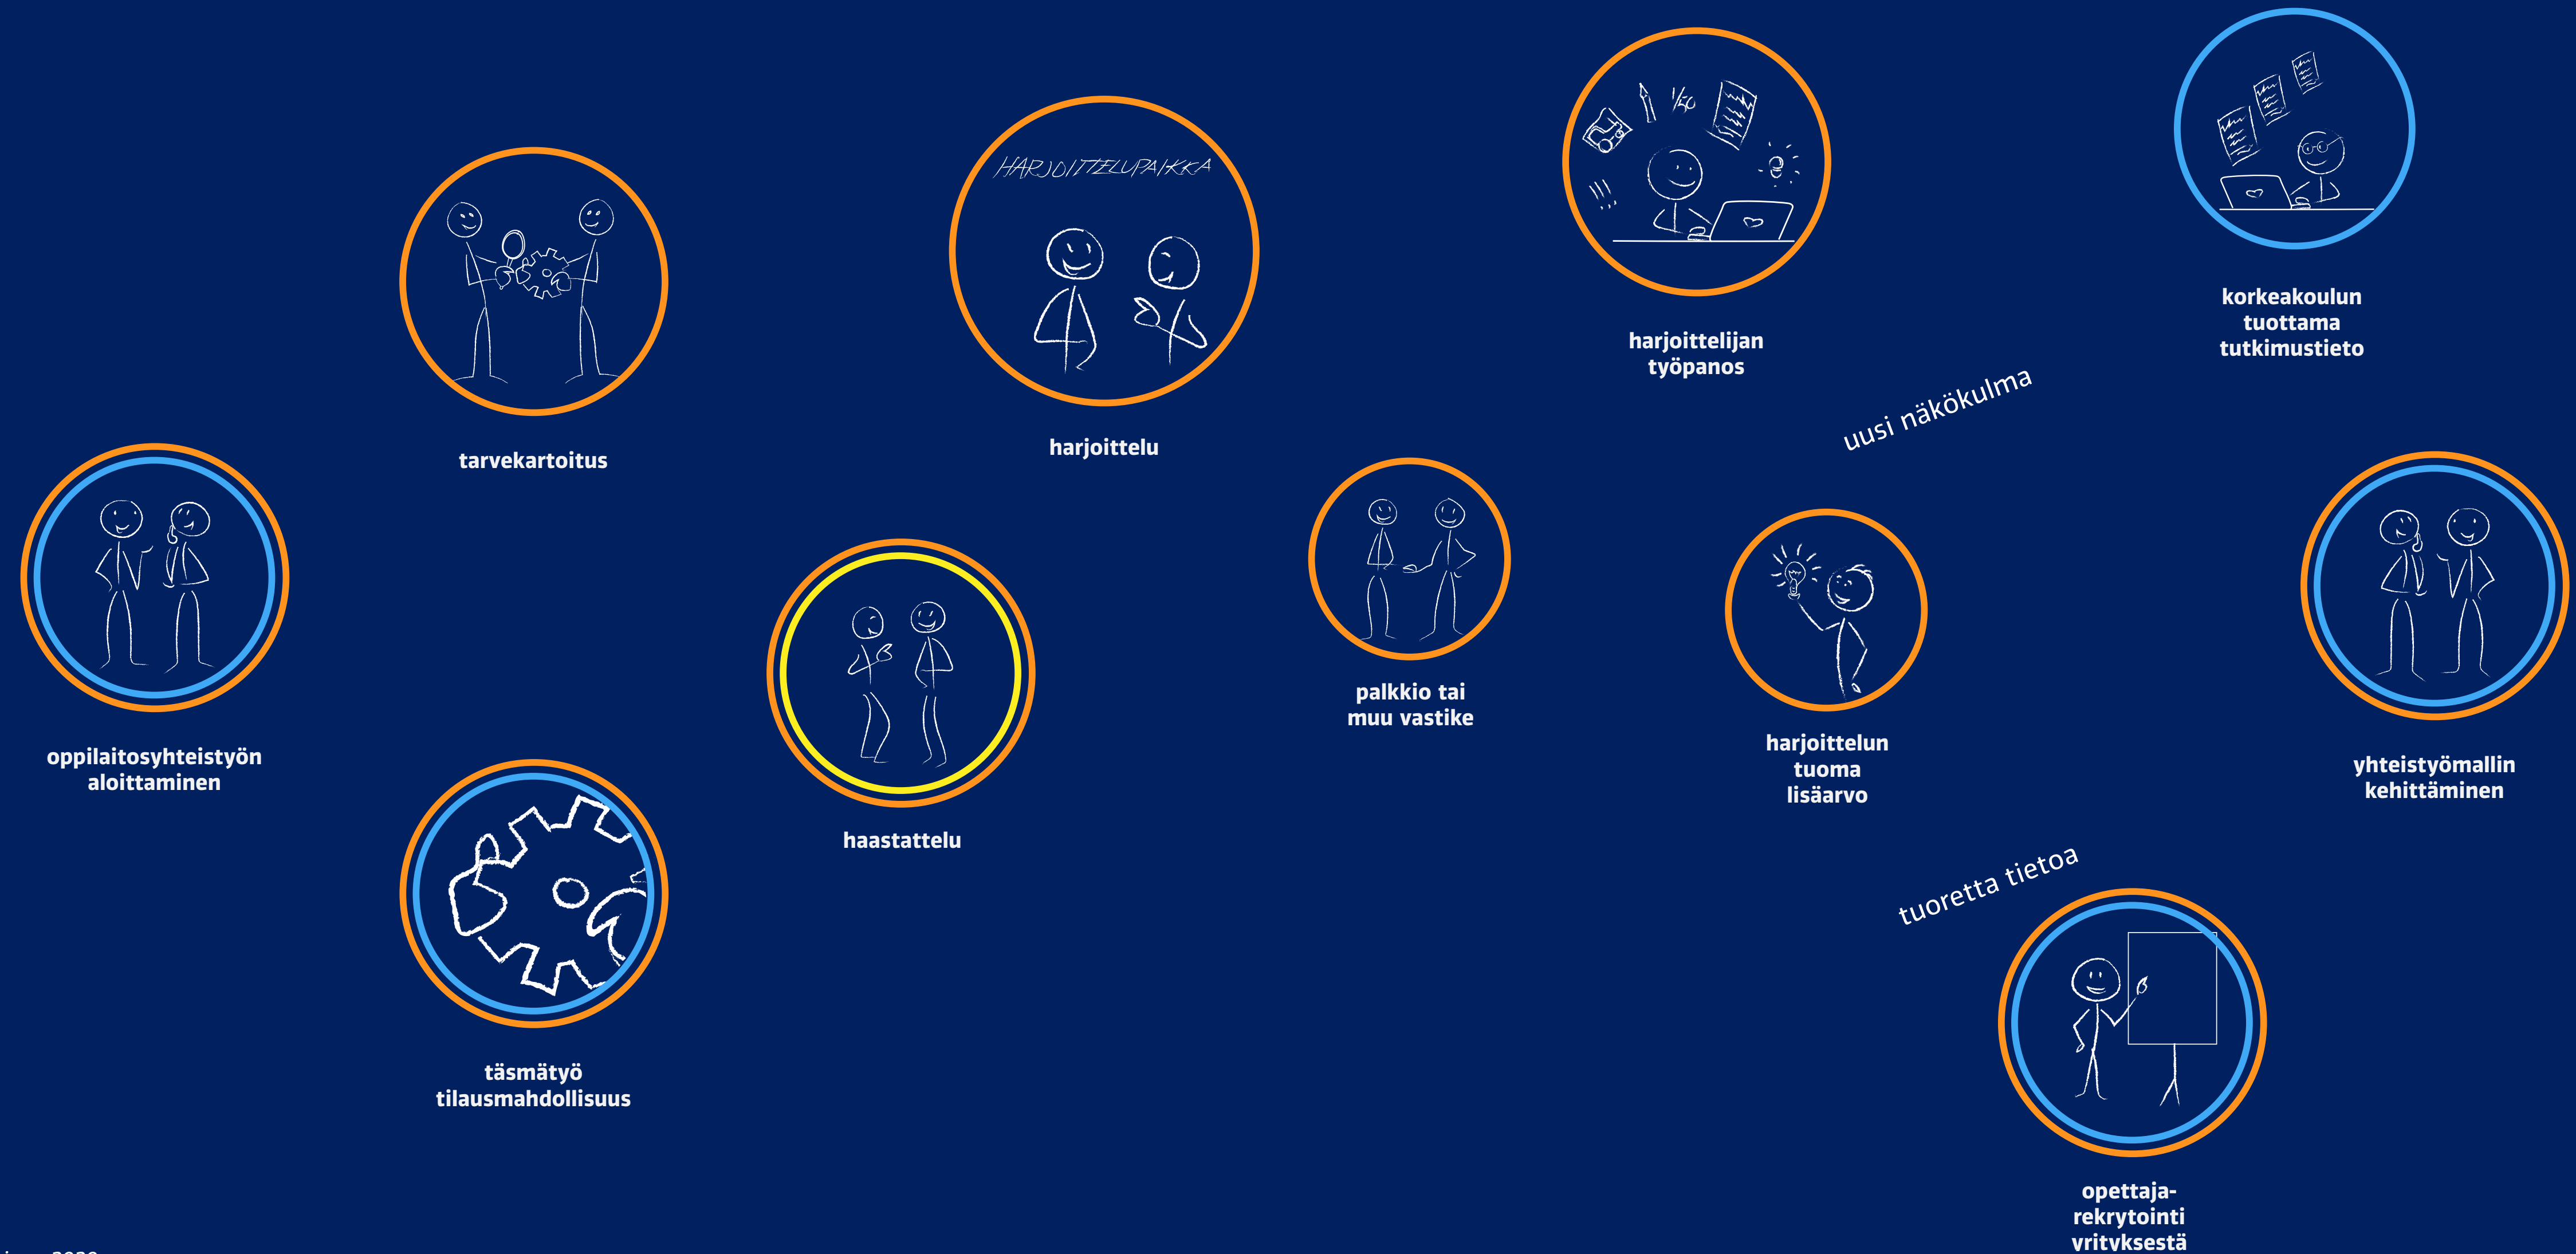 HARJOITTELUPAIKKA
tarvekartoitus
harjoittelu
harjoittelijan
työpanos
korkeakoulun
tuottama
tutkimustieto
uusi näkökulma
oppilaitosyhteistyön
aloittaminen
haastattelu
palkkio tai
muu vastike
harjoittelun
tuoma
lisäarvo
yhteistyömallin
kehittäminen
täsmätyö
tilausmahdollisuus
tuoretta tietoa
opettaja-
rekrytointi
yrityksestä